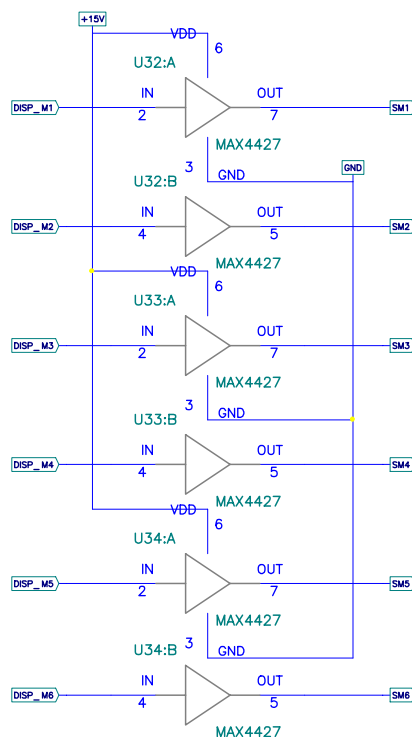 +15V
VDD
6
U32:A
IN
OUT
DISP_M1
SM1
2
7
MAX4427
3
GND
GND
U32:B
IN
OUT
DISP_M2
SM2
4
5
MAX4427
VDD
6
U33:A
IN
OUT
DISP_M3
SM3
2
7
MAX4427
3
GND
U33:B
IN
OUT
DISP_M4
SM4
4
5
MAX4427
VDD
6
U34:A
IN
OUT
DISP_M5
SM5
2
7
MAX4427
3
GND
U34:B
IN
OUT
DISP_M6
SM6
4
5
MAX4427